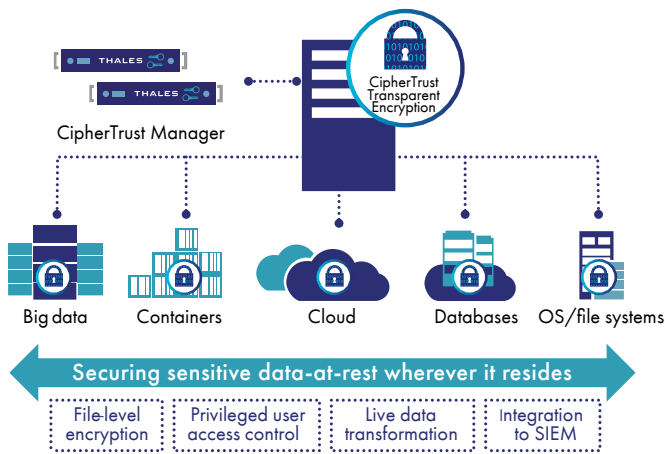 THALES
THALES
CipherTrust Manager
CipherTrust
Transparent
Encryption
Big data
Containers
Cloud
Databases
OS/file systems
Securing sensitive data-at-rest wherever it resides
File-level
encryption
Privileged user
access control
Live data
transformation
Integration
to SIEM